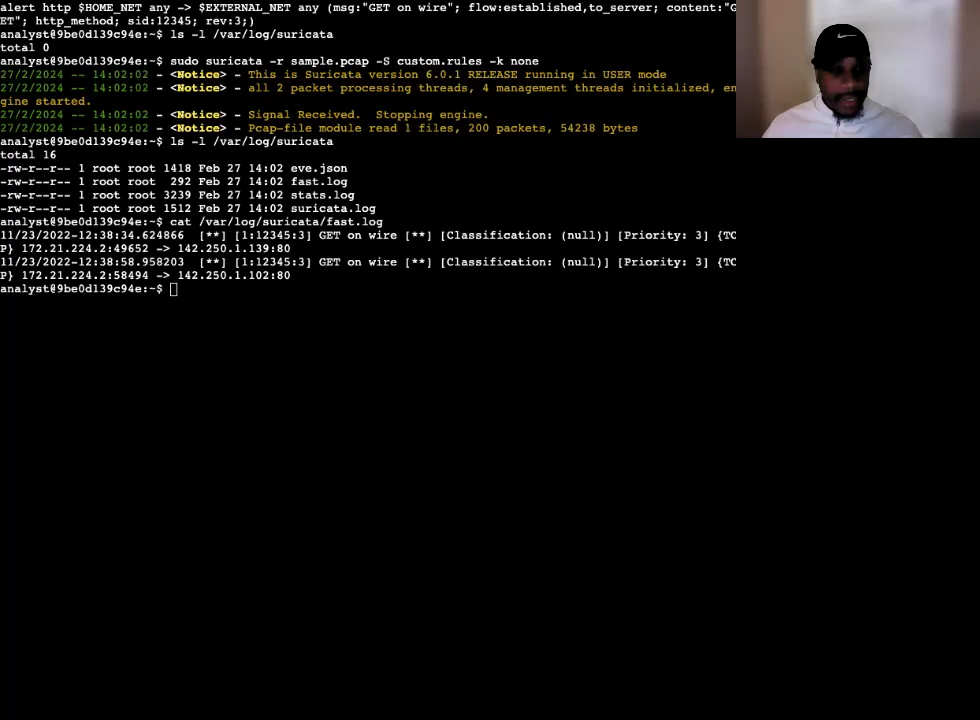 alert http $HOME_NET any -> $EXTERNAL_NET any (msg:"GET on wire"; flow:established,to_server; content:"G
ET"; http_method; sid:12345; rev:3;)
analyst@9be0d139c94e:~$ ls -l /var/log/suricata
total 0
analyst@9be0d139c94e:~$ sudo suricata -r sample.pcap -S custom.rules -k none
27/2/2024 -- 14:02:02 - <Notice> - This is Suricata version 6.0.1 RELEASE running in USER mode
27/2/2024 -- 14:02:02 - <Notice> - all 2 packet processing threads, 4 management threads initialized, en
gine started.
27/2/2024 -- 14:02:02 - <Notice> - Signal Received.  Stopping engine.
27/2/2024 -- 14:02:02 - <Notice> - Pcap-file module read 1 files, 200 packets, 54238 bytes
analyst@9be0d139c94e:~$ ls -l /var/log/suricata
total 16
-rw-r--r-- 1 root root 1418 Feb 27 14:02 eve.json
-rw-r--r-- 1 root root  292 Feb 27 14:02 fast.log
-rw-r--r-- 1 root root 3239 Feb 27 14:02 stats.log
-rw-r--r-- 1 root root 1512 Feb 27 14:02 suricata.log
analyst@9be0d139c94e:~$ cat /var/log/suricata/fast.log
11/23/2022-12:38:34.624866  [**] [1:12345:3] GET on wire [**] [Classification: (null)] [Priority: 3] {TC
P} 172.21.224.2:49652 -> 142.250.1.139:80
11/23/2022-12:38:58.958203  [**] [1:12345:3] GET on wire [**] [Classification: (null)] [Priority: 3] {TC
P} 172.21.224.2:58494 -> 142.250.1.102:80
analyst@9be0d139c94e:~$